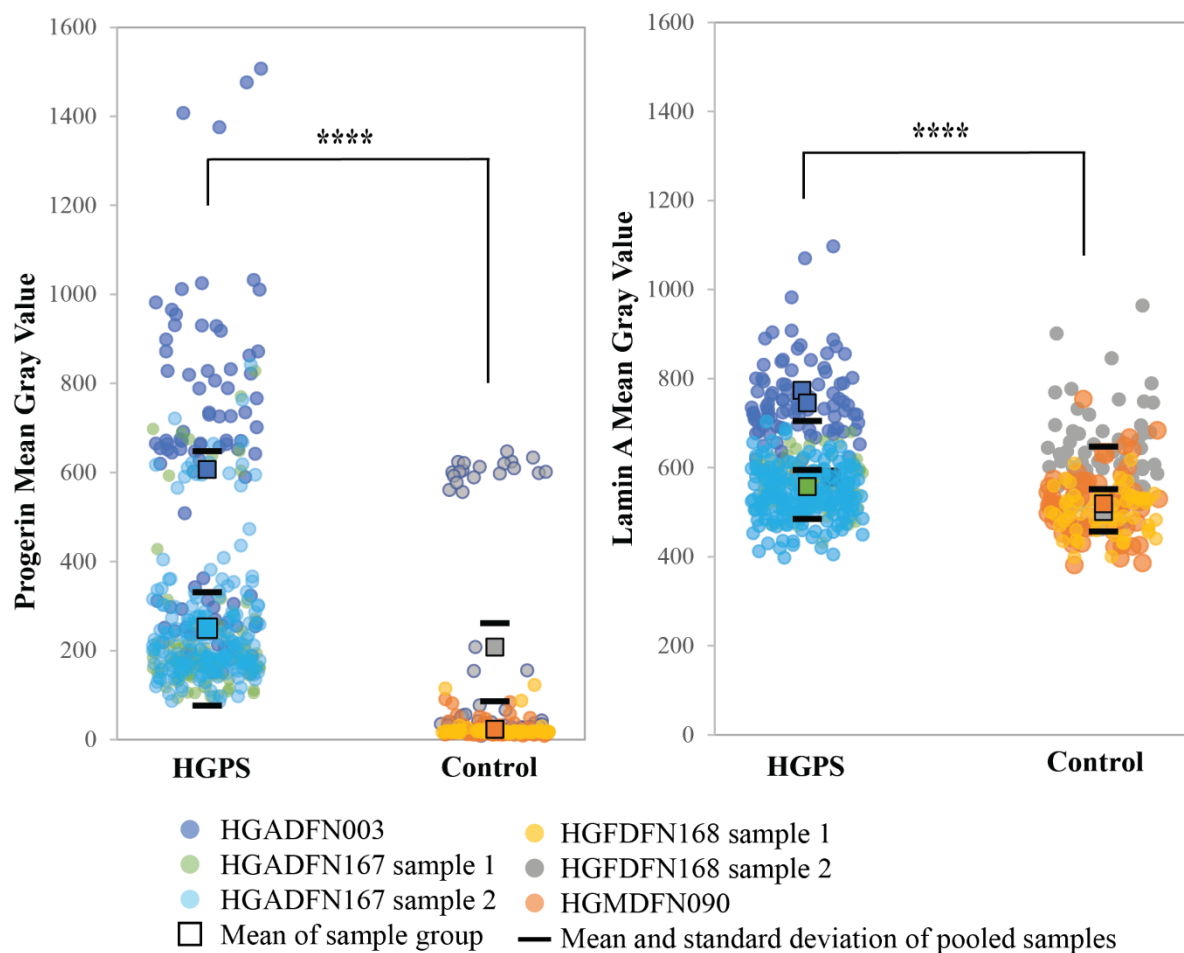 Progerin Mean Gray Value
1600
1400
1200
1000
800
600
400
200
0
****
HGPS
Control
Lamin A Mean Gray Value
1600
1400
1200
1000
800
600
400
200
0
****
HGPS
Control
HGADFN003
HGADFN167 sample 1
HGADFN167 sample 2
Mean of sample group
HGFDFN168 sample 1
HGFDFN168 sample 2
HGMDFN090
Mean and standard deviation of pooled samples